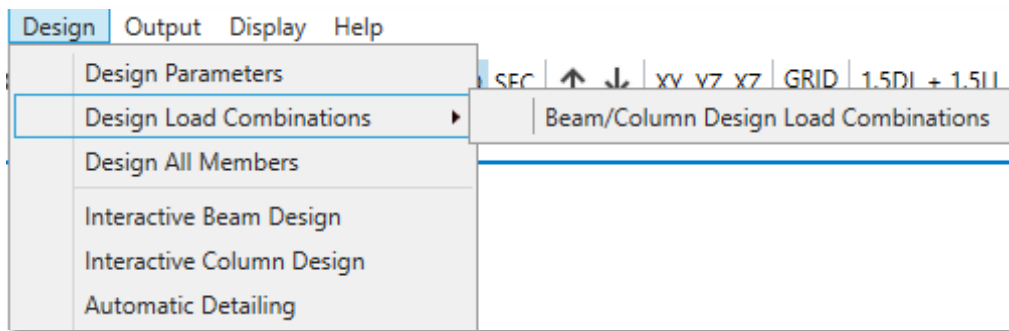 Design Output Display Help
Design Parameters
SEC XY YZ XZ GRID 1.5DL + 1.5LL
Design Load Combinations
Beam/Column Design Load Combinations
Design All Members
Interactive Beam Design
Interactive Column Design
Automatic Detailing